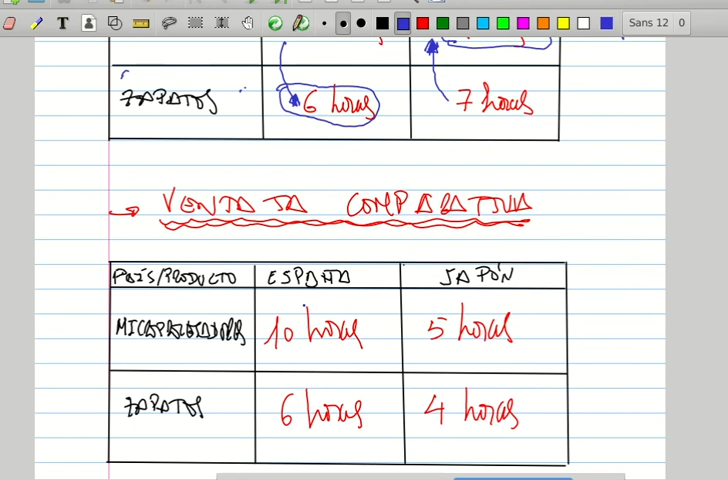 Sans 12 0
ZAPATOS 6 horas 7 horas
→ VENTAJA COMPARATIVA
PAÍS/PRODUCTO ESPAÑA JAPÓN
MICROPROCESADORES 10 horas 5 horas
ZAPATOS 6 horas 4 horas